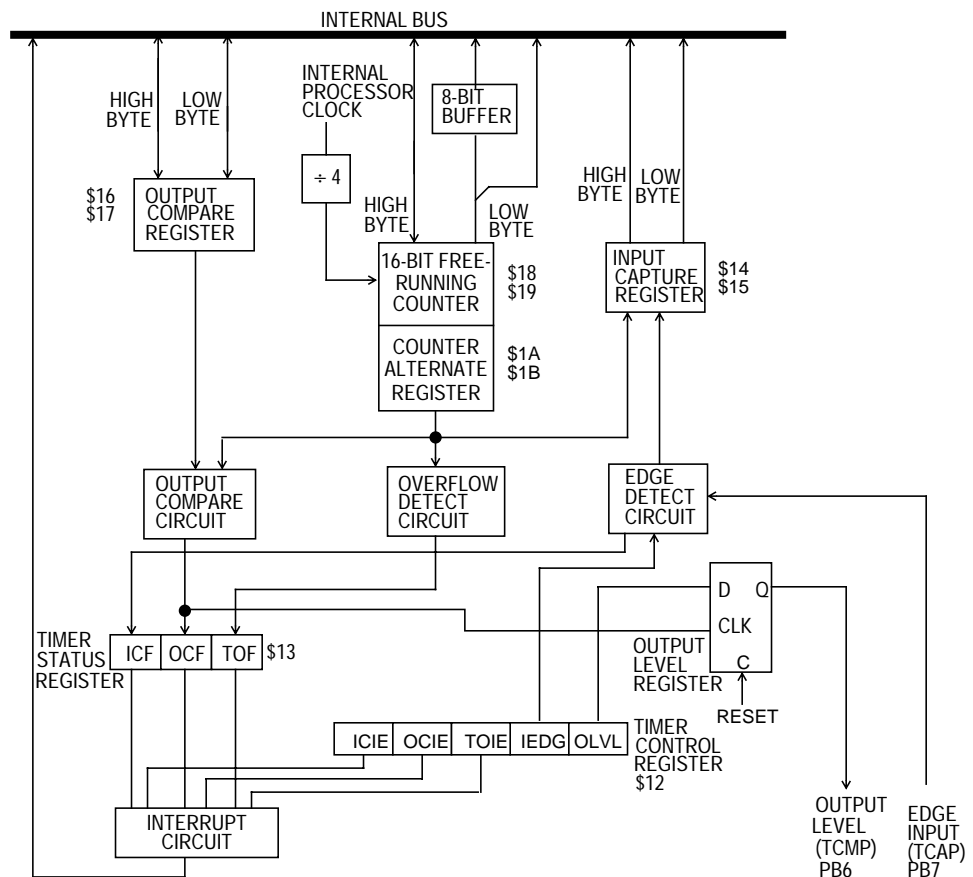 INTERNAL BUS
HIGH
BYTE
LOW
BYTE
INTERNAL
PROCESSOR
CLOCK
8-BIT
BUFFER
÷ 4
HIGH
BYTE
LOW
BYTE
HIGH
BYTE
LOW
BYTE
$16
$17
OUTPUT
COMPARE
REGISTER
16-BIT FREE-
RUNNING
COUNTER
$18
$19
INPUT
CAPTURE
REGISTER
$14
$15
COUNTER
ALTERNATE
REGISTER
$1A
$1B
OUTPUT
COMPARE
CIRCUIT
OVERFLOW
DETECT
CIRCUIT
EDGE
DETECT
CIRCUIT
D Q
CLK
C
OUTPUT
LEVEL
REGISTER
RESET
TIMER
STATUS
REGISTER
ICF OCF TOF $13
ICIE OCIE TOIE IEDG OLVL
TIMER
CONTROL
REGISTER
$12
INTERRUPT
CIRCUIT
OUTPUT
LEVEL
(TCMP)
PB6
EDGE
INPUT
(TCAP)
PB7